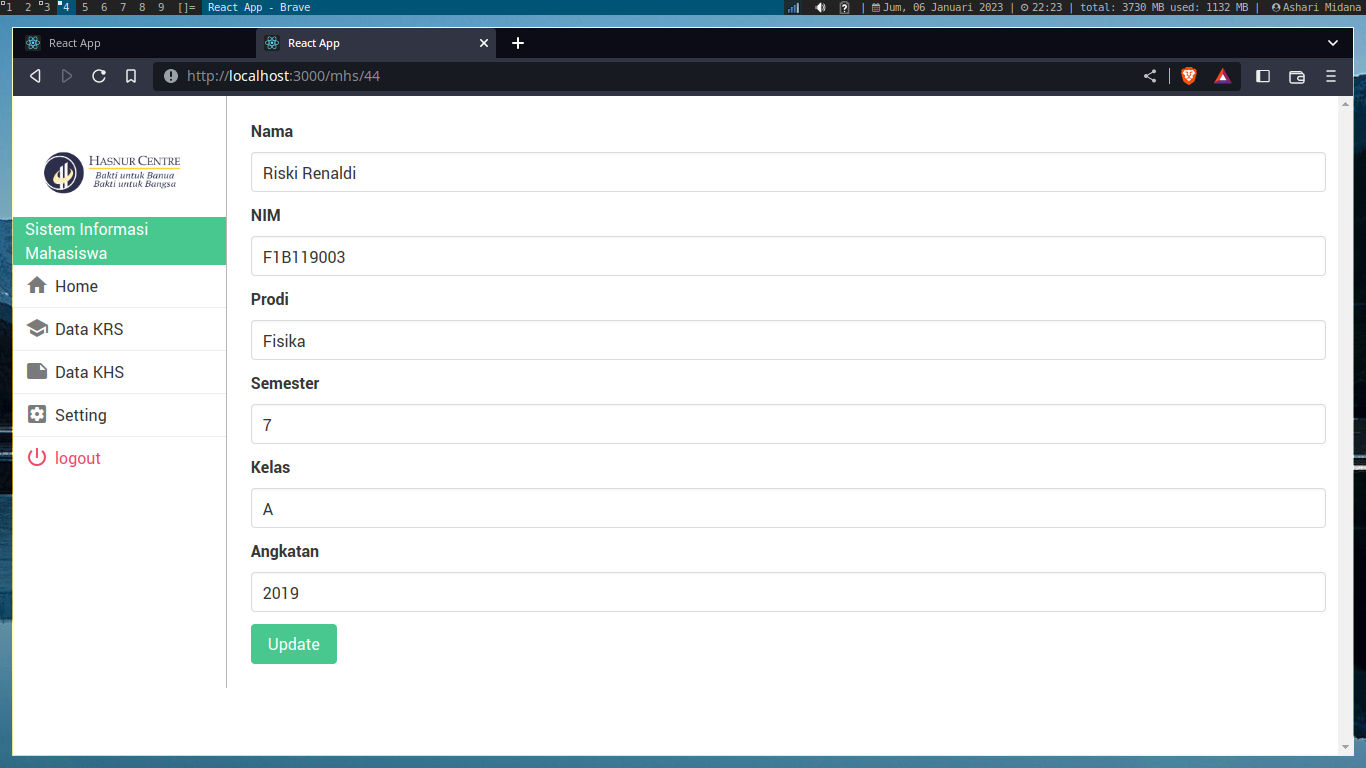 1 2 3 4 5 6 7 8 9 []= React App - Brave | Jum, 06 Januari 2023 | 22:23 | total: 3730 MB used: 1132 MB | Ashari Midana
React App React App
http://localhost:3000/mhs/44
HASNUR CENTRE
Bakti untuk Banua
Bakti untuk Bangsa
Sistem Informasi
Mahasiswa
Home
Data KRS
Data KHS
Setting
logout
Nama
Riski Renaldi
NIM
F1B119003
Prodi
Fisika
Semester
7
Kelas
A
Angkatan
2019
Update